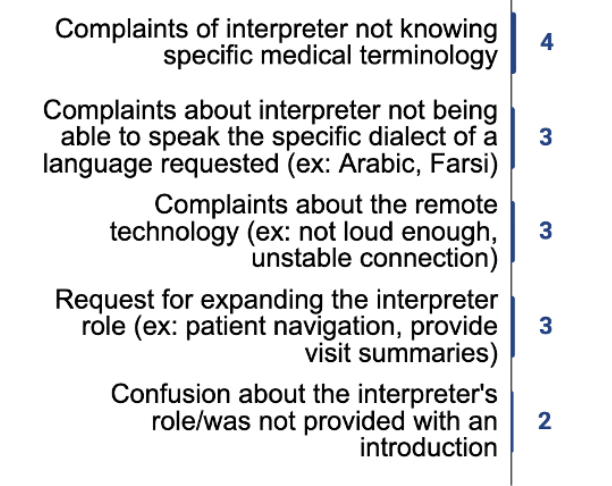 Complaints of interpreter not knowing
specific medical terminology
4
Complaints about interpreter not being
able to speak the specific dialect of a
language requested (ex: Arabic, Farsi)
3
Complaints about the remote
technology (ex: not loud enough,
unstable connection)
3
Request for expanding the interpreter
role (ex: patient navigation, provide
visit summaries)
3
Confusion about the interpreter's
role/was not provided with an
introduction
2